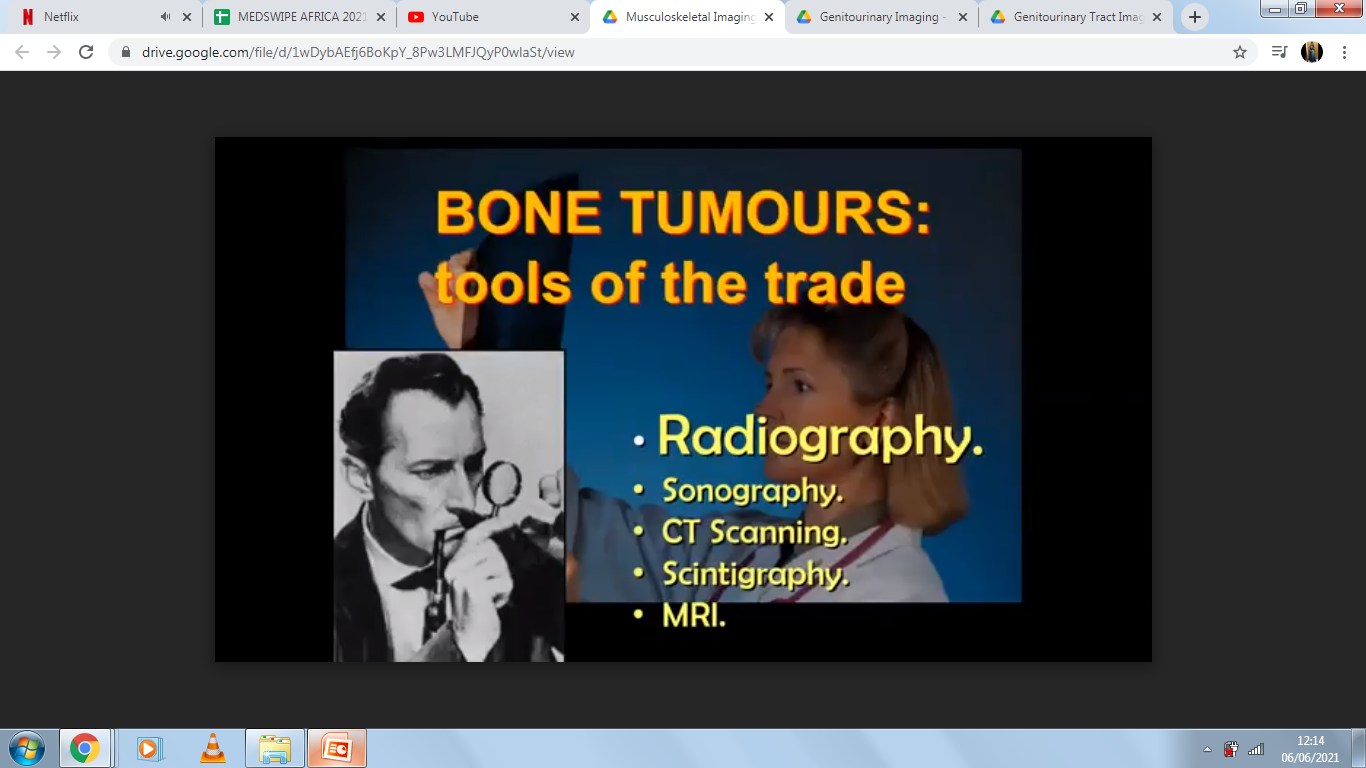 Netflix
MEDSWIPE AFRICA 2021
YouTube
Musculoskeletal Imaging
Genitourinary Imaging -
Genitourinary Tract Imag
drive.google.com/file/d/1wDybAEfj6BoKpY_8Pw3LMFJQyP0wIaSt/view
BONE TUMOURS:
tools of the trade
• Radiography.
• Sonography.
• CT Scanning.
• Scintigraphy.
• MRI.
12:14
06/06/2021